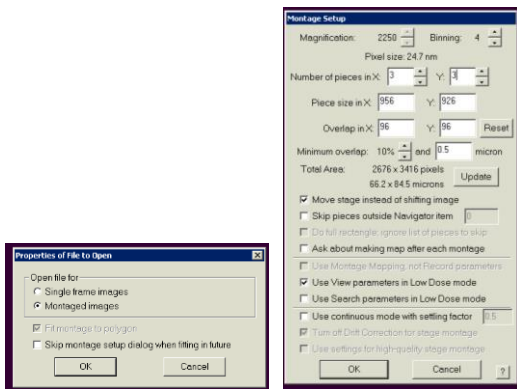 Properties of File to Open
Open file for
Single frame images
Montaged images
Fit montage to polygon
Skip montage setup dialog when fitting in future
OK Cancel
Montage Setup
Magnification: 2250 Binning: 4
Pixel size: 24.7 nm
Number of pieces in X: 3 Y: 3
Piece size in X: 956 Y: 926
Overlap in X: 96 Y: 96 Reset
Minimum overlap: 10% and 0.5 micron
Total Area: 2676 x 3416 pixels
66.2 x 84.5 microns Update
Move stage instead of shifting image
Skip pieces outside Navigator item 0
Do full rectangle; ignore list of pieces to skip
Ask about making map after each montage
Use Montage Mapping, not Record parameters
Use View parameters in Low Dose mode
Use Search parameters in Low Dose mode
Use continuous mode with settling factor 0.5
Turn off Drift Correction for stage montage
Use settings for high-quality stage montage
OK Cancel ?